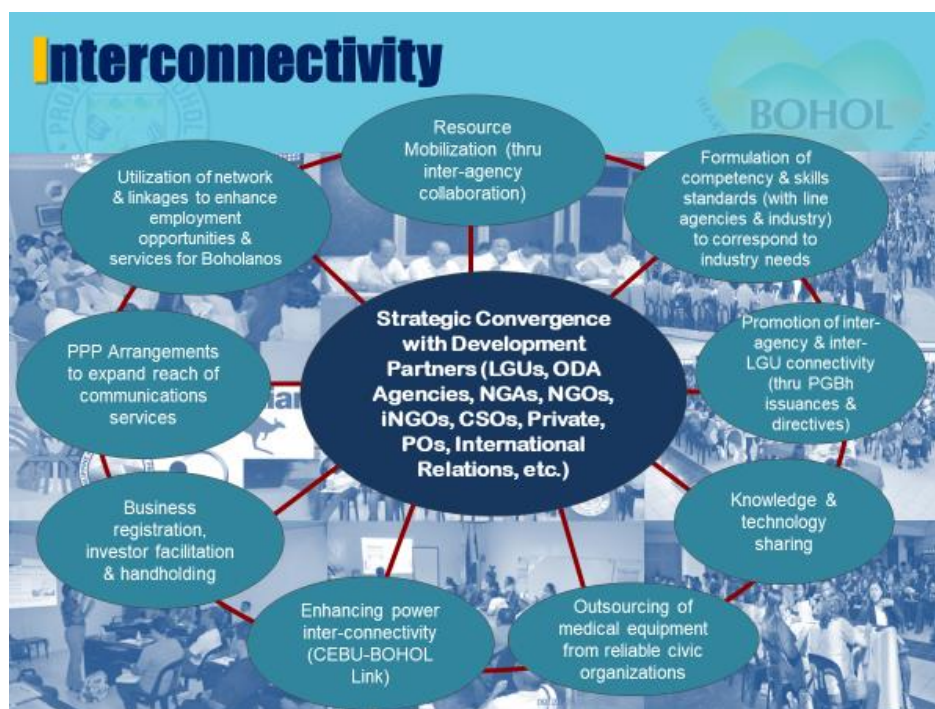 Interconnectivity
BOHOL
Resource
Mobilization (thru
inter-agency
collaboration)
Formulation of
competency & skills
standards (with line
agencies & industry)
to correspond to
industry needs
Promotion of inter-
agency & inter-
LGU connectivity
(thru PGBh
issuances &
directives)
Knowledge &
technology
sharing
Outsourcing of
medical equipment
from reliable civic
organizations
Enhancing power
inter-connectivity
(CEBU-BOHOL
Link)
Business
registration,
investor facilitation
& handholding
PPP Arrangements
to expand reach of
communications
services
Utilization of network
& linkages to enhance
employment
opportunities &
services for Boholanos
Strategic Convergence
with Development
Partners (LGUs, ODA
Agencies, NGAs, NGOs,
iNGOs, CSOs, Private,
POs, International
Relations, etc.)